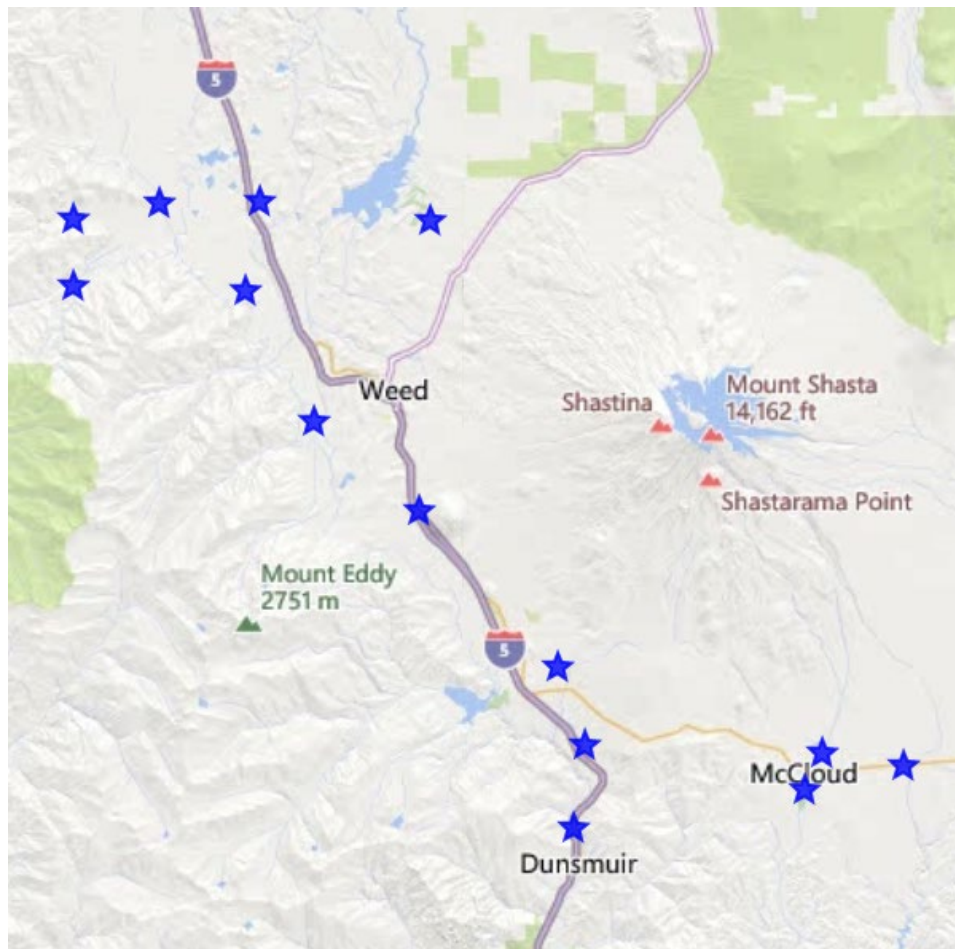 5
Weed
Shastina
Mount Shasta
14,162 ft
Shastarama Point
Mount Eddy
2751 m
5
McCloud
Dunsmuir